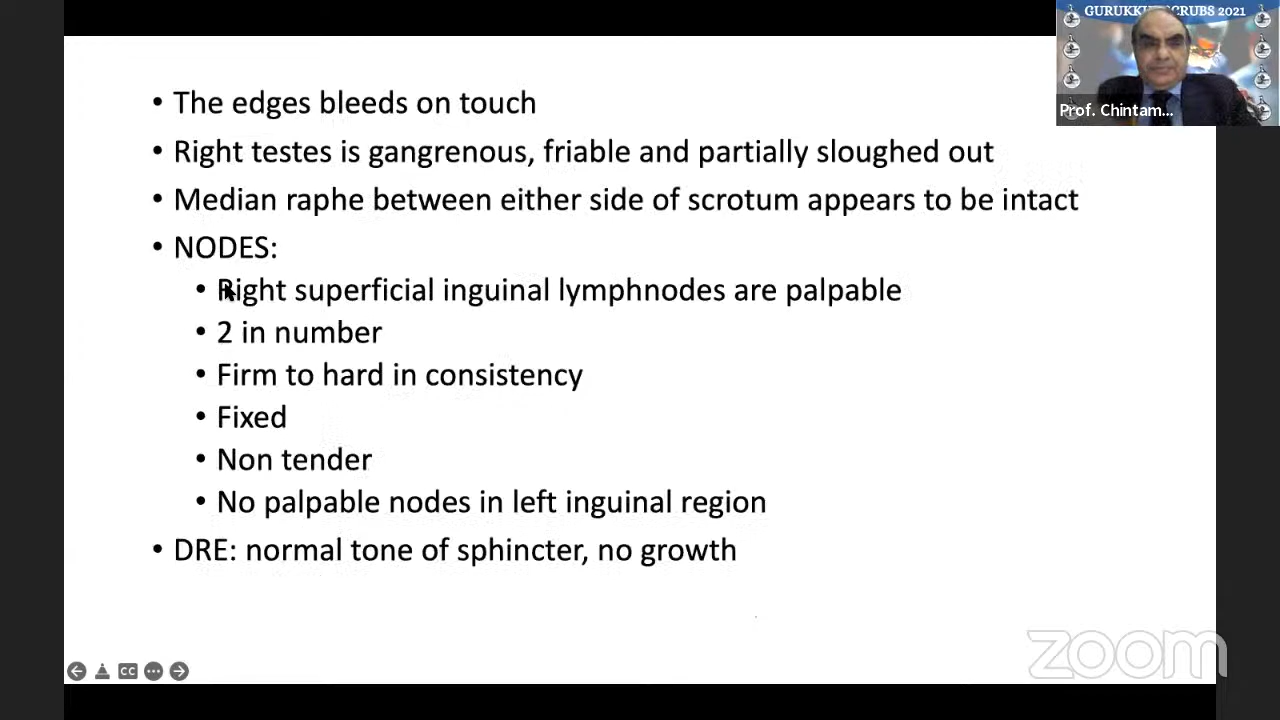 GURUKKU SCRUBS 2021
Prof. Chintam...
• The edges bleeds on touch
• Right testes is gangrenous, friable and partially sloughed out
• Median raphe between either side of scrotum appears to be intact
• NODES:
• Right superficial inguinal lymphnodes are palpable
• 2 in number
• Firm to hard in consistency
• Fixed
• Non tender
• No palpable nodes in left inguinal region
• DRE: normal tone of sphincter, no growth
CC
zoom